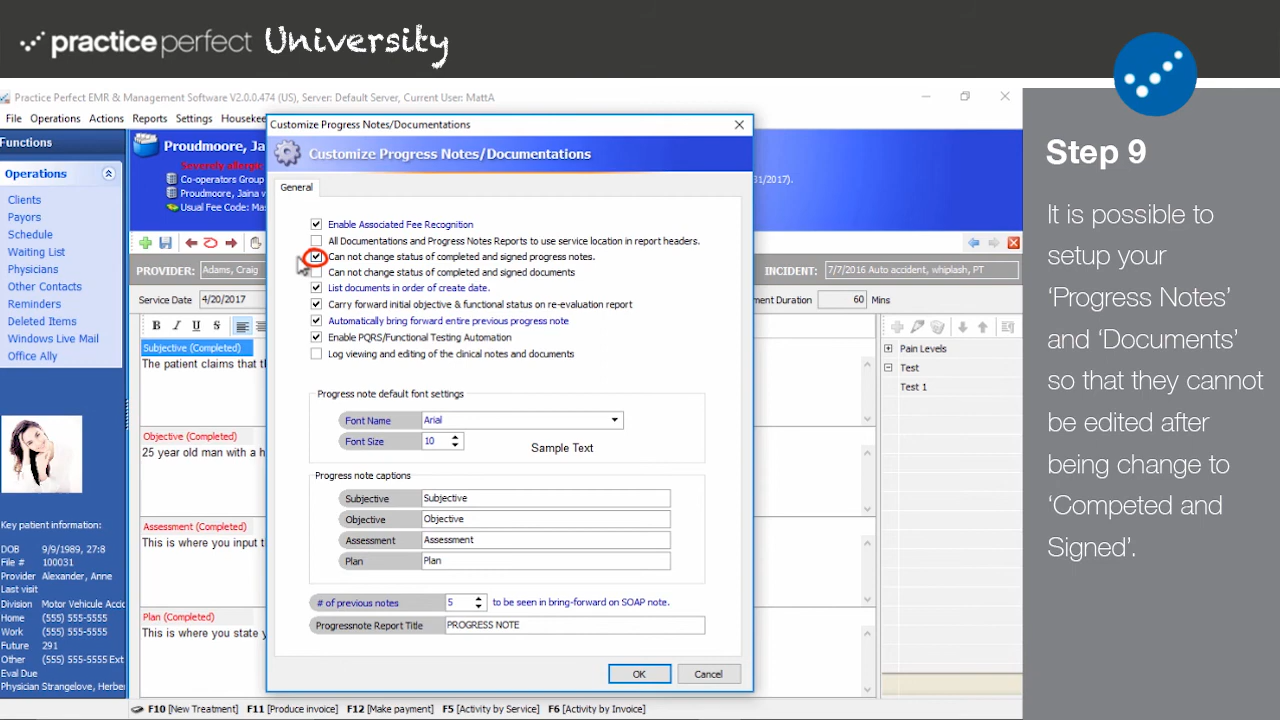 practiceperfect University
Practice Perfect EMR & Management Software V2.0.0.474 (US), Server: Default Server, Current User: MattA
File Operations Actions Reports Settings Housekee
Functions
Operations
Clients
Payors
Schedule
Waiting List
Physicians
Other Contacts
Reminders
Deleted Items
Windows Live Mail
Office Ally
Key patient information:
DOB 9/9/1989, 27:8
File # 100031
Provider Alexander, Anne
Last visit
Division Motor Vehicule Accic
Home (555) 555-5555
Work (555) 555-5555
Future 291
Other (555) 555-5555 Ext
Eval Due
Physician Strangelove, Herber
Proudmoore, Ja
Severely allergic
Co-operators Group
31/2017).
Proudmoore, Jaina v
Usual Fee Code: Ma
PROVIDER: Adams, Craig
INCIDENT: 7/7/2016 Auto accident, whiplash, PT
Service Date 4/20/2017
ment Duration 60 Mins
B I U S
Subjective (Completed)
The patient claims that th
Objective (Completed)
25 year old man with a h
Assessment (Completed)
This is where you input t
Plan (Completed)
This is where you state y
Pain Levels
Test
Test 1
Customize Progress Notes/Documentations
Customize Progress Notes/Documentations
General
Enable Associated Fee Recognition
All Documentations and Progress Notes Reports to use service location in report headers.
Can not change status of completed and signed progress notes.
Can not change status of completed and signed documents
List documents in order of create date.
Carry forward initial objective & functional status on re-evaluation report
Automatically bring forward entire previous progress note
Enable PQRS/Functional Testing Automation
Log viewing and editing of the clinical notes and documents
Progress note default font settings
Font Name Arial
Font Size 10
Sample Text
Progress note captions
Subjective Subjective
Objective Objective
Assessment Assessment
Plan Plan
# of previous notes 5 to be seen in bring-forward on SOAP note.
Progressnote Report Title PROGRESS NOTE
OK Cancel
F10 [New Treatment] F11 [Produce invoice] F12 [Make payment] F5 [Activity by Service] F6 [Activity by Invoice]
Step 9
It is possible to
setup your
‘Progress Notes’
and ‘Documents’
so that they cannot
be edited after
being change to
‘Competed and
Signed’.